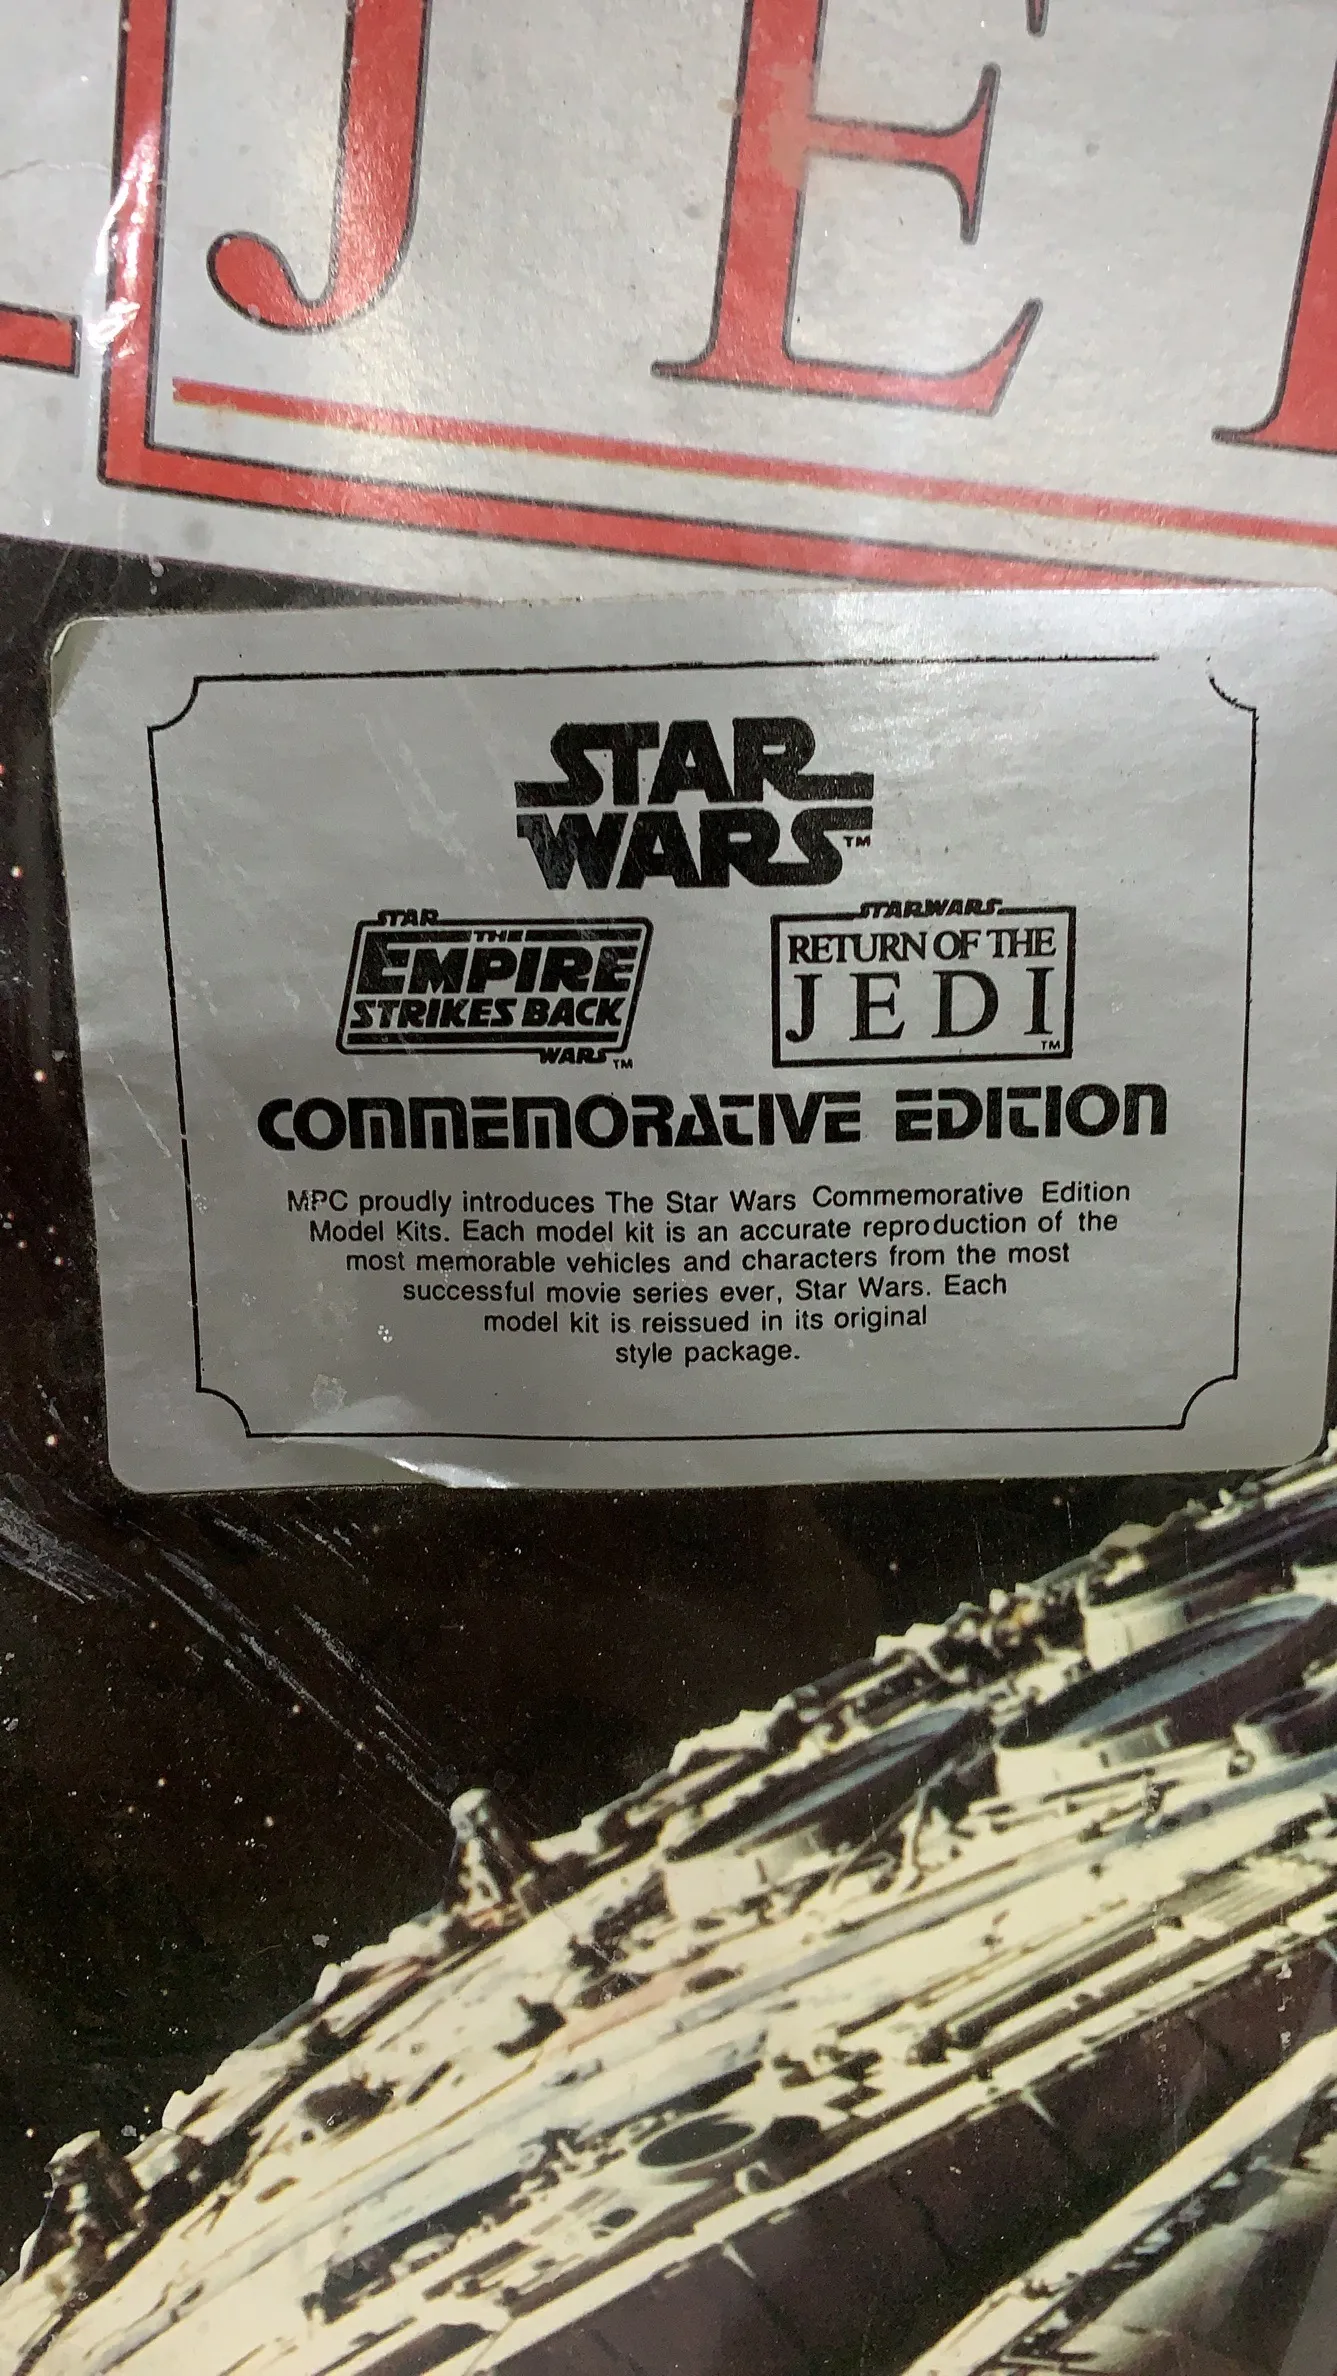 JE
STAR
WARS™
STAR
THE
EMPIRE
STRIKES BACK
WARS™
STAR WARS
RETURN OF THE
JEDI
TM
COMMEMORATIVE EDITION
MPC proudly introduces The Star Wars Commemorative Edition
Model Kits. Each model kit is an accurate reproduction of the
most memorable vehicles and characters from the most
successful movie series ever, Star Wars. Each
model kit is reissued in its original
style package.